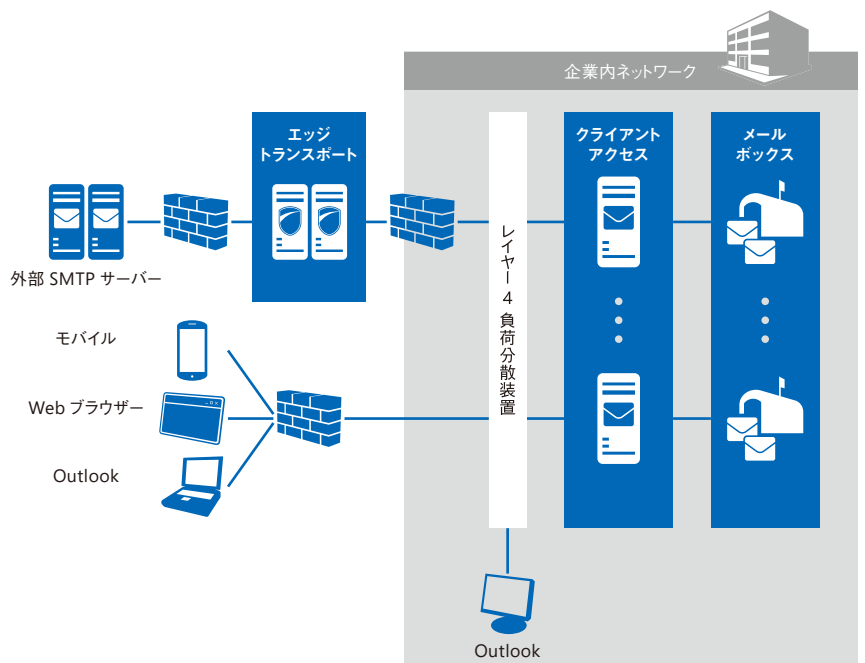 企業内ネットワーク
エッジ
トランスポート
クライアント
アクセス
メール
ボックス
外部 SMTP サーバー
レイヤー 4 負荷分散装置
モバイル
Web ブラウザー
Outlook
Outlook